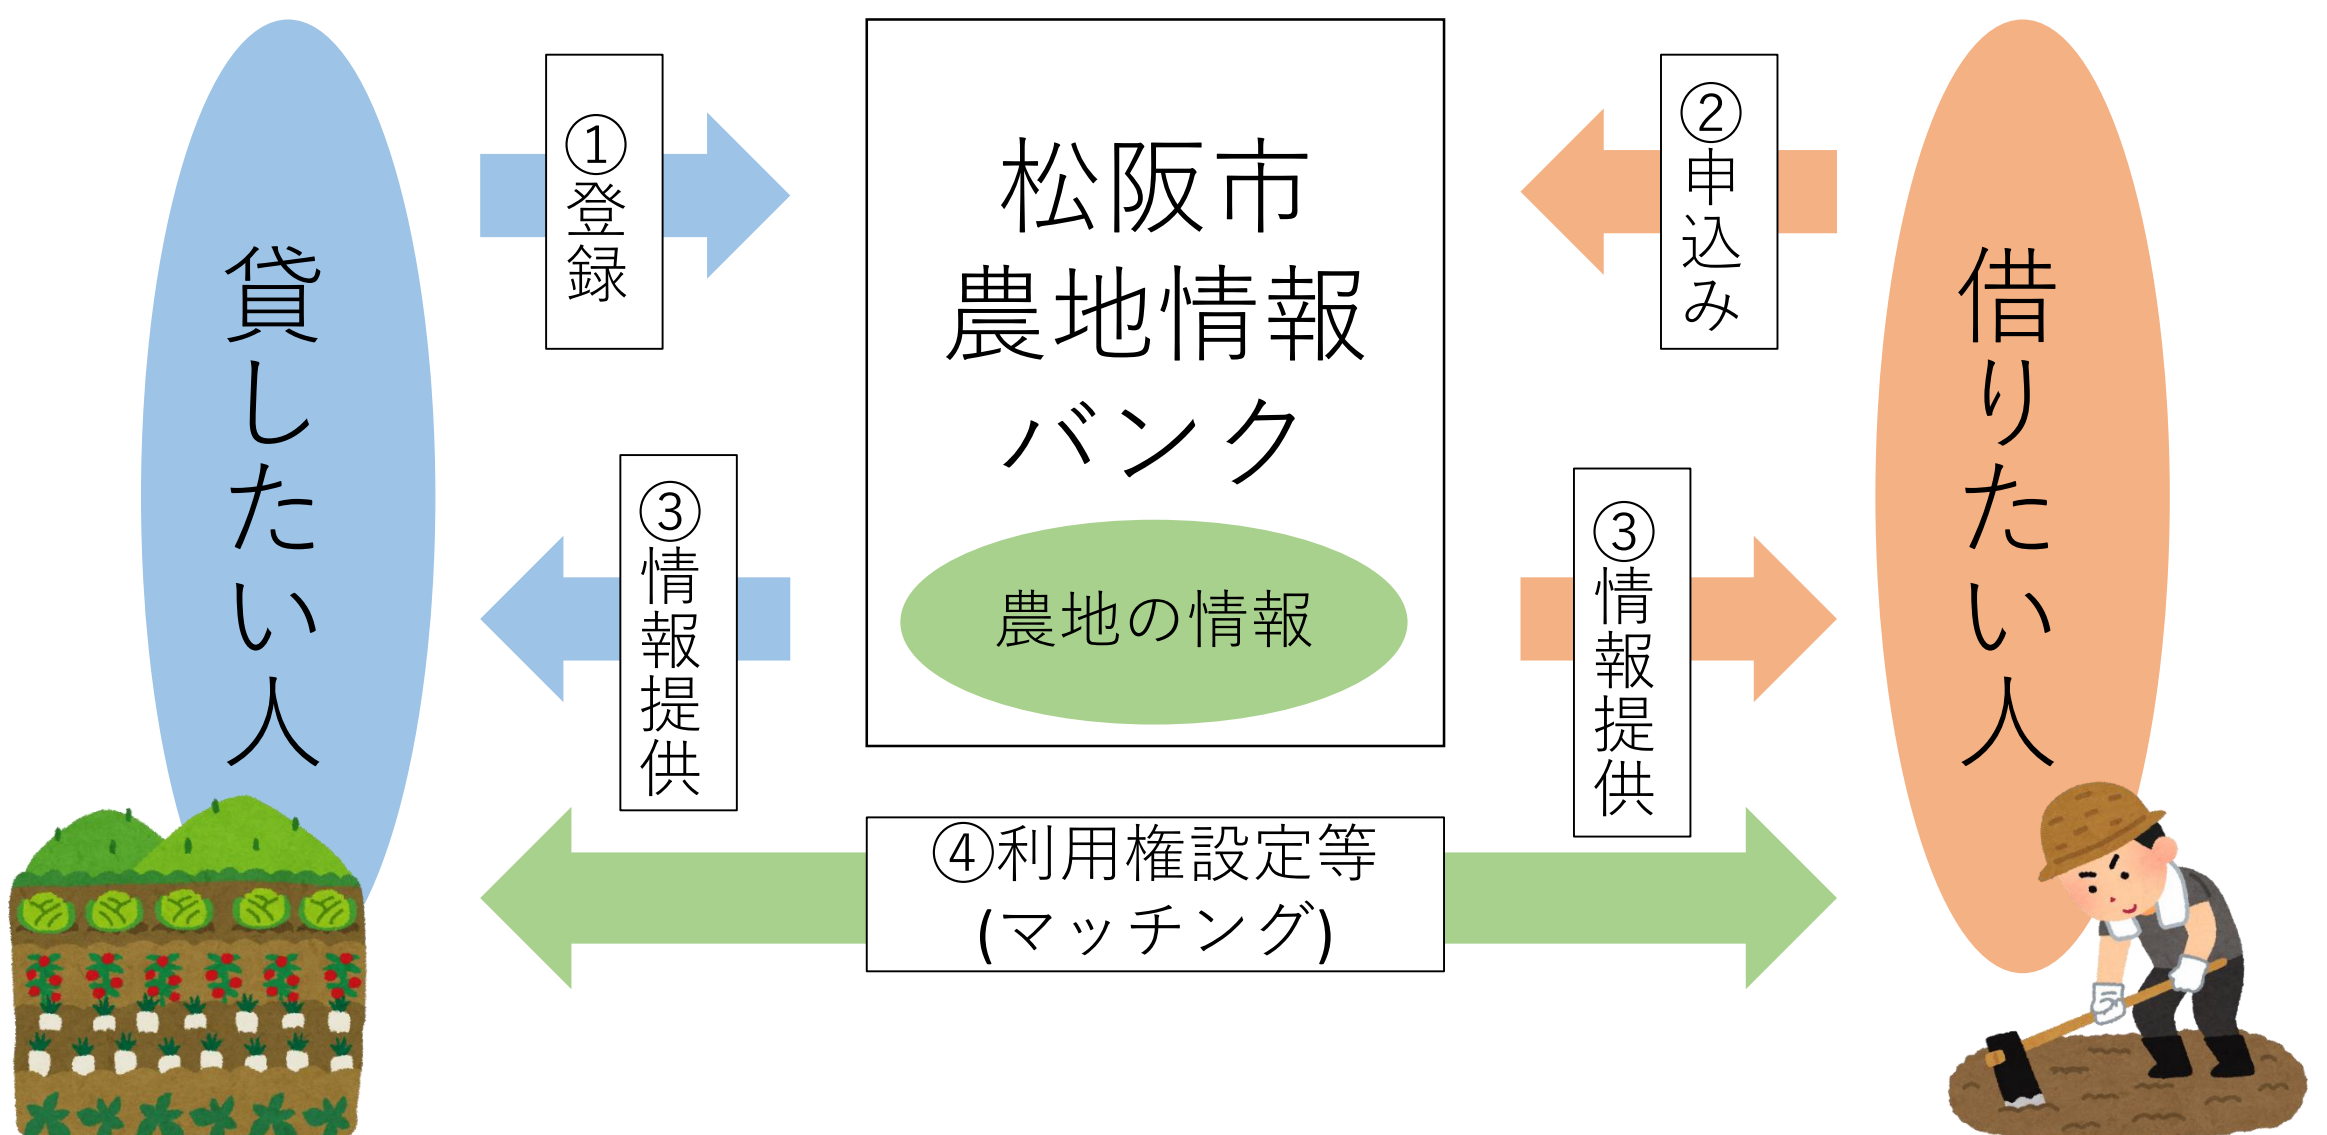 貸したい人
①登録
③情報提供
松阪市
農地情報
バンク
農地の情報
④利用権設定等
(マッチング)
②申込み
③情報提供
借りたい人